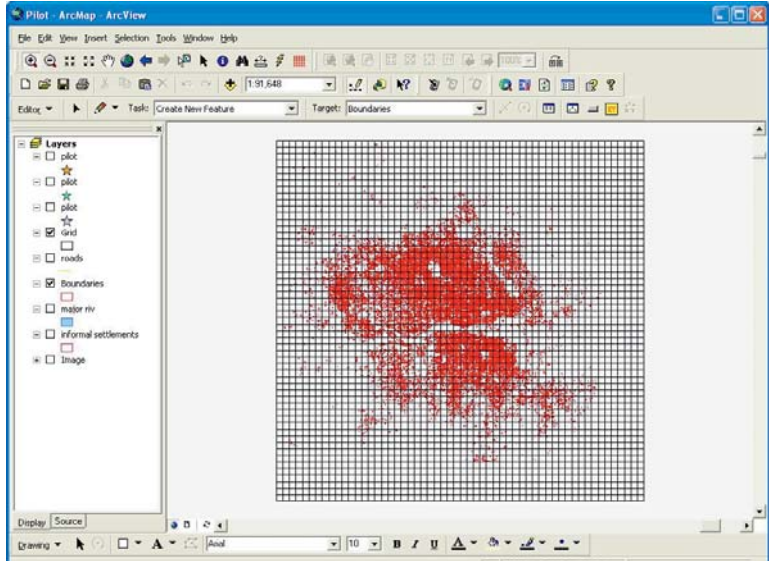 Pilot - ArcMap - ArcView
File Edit View Insert Selection Tools Window Help
100%
1:91,648
Editor Task: Create New Feature Target: Boundaries
Layers
pilot
pilot
pilot
Grid
roads
Boundaries
major riv
informal settlements
Image
Display Source
Drawing A Arial 10 B I U A